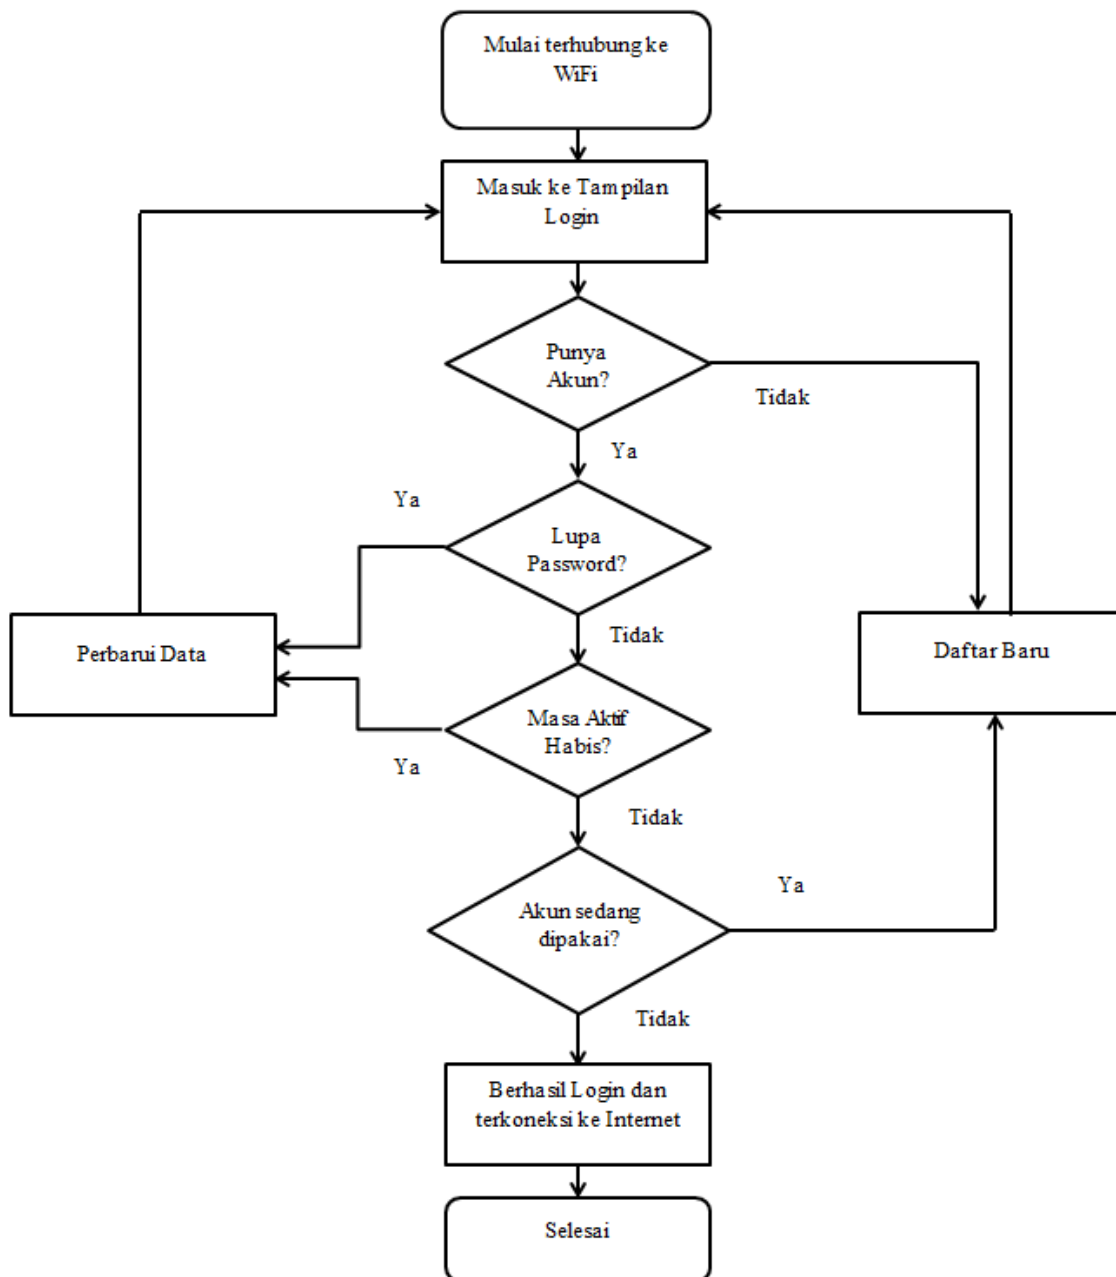 Mulai terhubung ke
WiFi
Masuk ke Tampilan
Login
Punya
Akun?
Tidak
Ya
Ya
Lupa
Password?
Tidak
Perbarui Data
Daftar Baru
Masa Aktif
Habis?
Ya
Tidak
Ya
Akun sedang
dipakai?
Tidak
Berhasil Login dan
terkoneksi ke Internet
Selesai